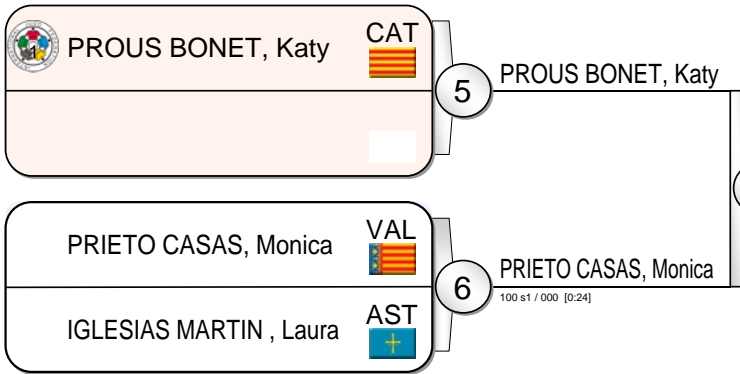 PROUS BONET, Katy
CAT
5
PROUS BONET, Katy
PRIETO CASAS, Monica
VAL
6
PRIETO CASAS, Monica
100 s1 / 000 [0:24]
IGLESIAS MARTIN , Laura
AST